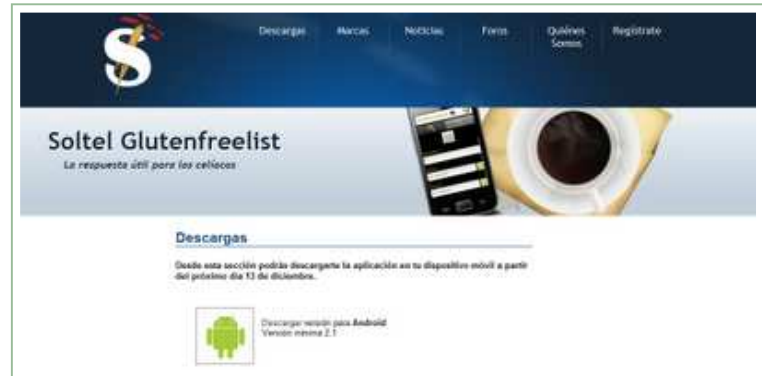 Descargas Marcas Noticias Foros Quiénes Somos Regístrate
Soltel Glutenfreelist
La respuesta útil para los celíacos
Descargas
Desde esta sección podrás descargarte la aplicación en tu dispositivo móvil a partir
del próximo día 13 de diciembre.
Descargar versión para Android
Versión mínima 2.1